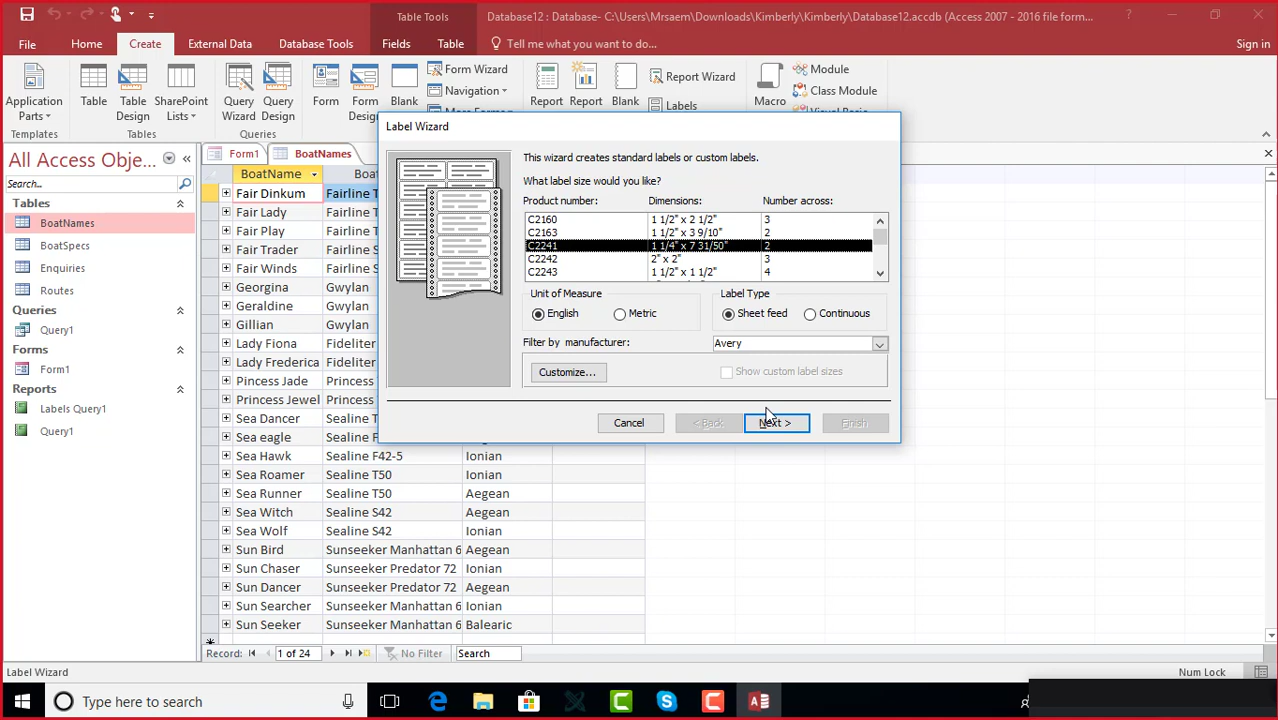 Table Tools
Database12 : Database- C:\Users\Mrsaem\Downloads\Kimberly\Kimberly\Database12.accdb (Access 2007 - 2016 file form...
File Home Create External Data Database Tools Fields Table Tell me what you want to do... Sign in
Application Parts
Table
Table Design
SharePoint Lists
Query Wizard
Query Design
Form
Form Design
Blank
Form Wizard
Navigation
Report
Report
Blank
Report Wizard
Labels
Macro
Module
Class Module
Visual Basic
Templates
Tables
Queries
All Access Obje...
Search...
Tables
BoatNames
BoatSpecs
Enquiries
Routes
Queries
Query1
Forms
Form1
Reports
Labels Query1
Query1
Form1
BoatNames
BoatName
Fair Dinkum Fairline T
Fair Lady Fairline T
Fair Play Fairline T
Fair Trader Fairline T
Fair Winds Fairline T
Georgina Gwylan
Geraldine Gwylan
Gillian Gwylan
Lady Fiona Fideliter
Lady Frederica Fideliter
Pincess Jade Princess
Princess Jewel Princess
Sea Dancer Sealine
Sea eagle Sealine
Sea Hawk Sealine F42-5 Ionian
Sea Roamer Sealine T50 Ionian
Sea Runner Sealine T50 Aegean
Sea Witch Sealine S42 Aegean
Sea Wolf Sealine S42 Ionian
Sun Bird Sunseeker Manhattan 6 Aegean
Sun Chaser Sunseeker Predator 72 Ionian
Sun Dancer Sunseeker Predator 72 Aegean
Sun Searcher Sunseeker Manhattan 6 Ionian
Sun Seeker Sunseeker Manhattan 6 Balearic
Record: 1 of 24 No Filter Search
Label Wizard
This wizard creates standard labels or custom labels.
What label size would you like?
Product number: Dimensions: Number across:
C2160 1 1/2" x 2 1/2" 3
C2163 1 1/2" x 3 9/10" 2
C2241 1 1/4" x 7 31/50" 2
C2242 2" x 2" 3
C2243 1 1/2" x 1 1/2" 4
Unit of Measure
English Metric
Label Type
Sheet feed Continuous
Filter by manufacturer: Avery
Customize... Show custom label sizes
Cancel < Back Next > Finish
Label Wizard Num Lock
Type here to search